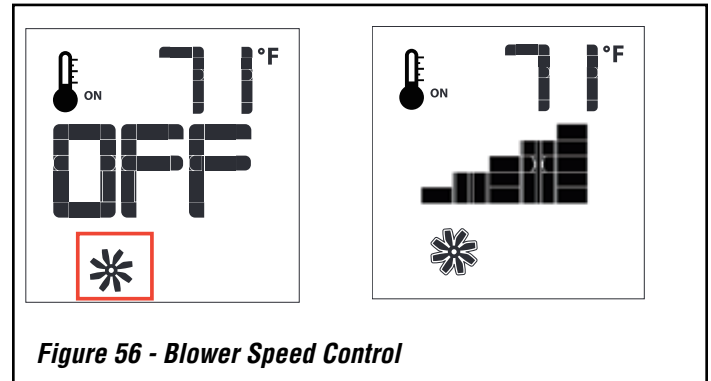 71 °F
ON
OFF
71 °F
ON
Figure 56 - Blower Speed Control